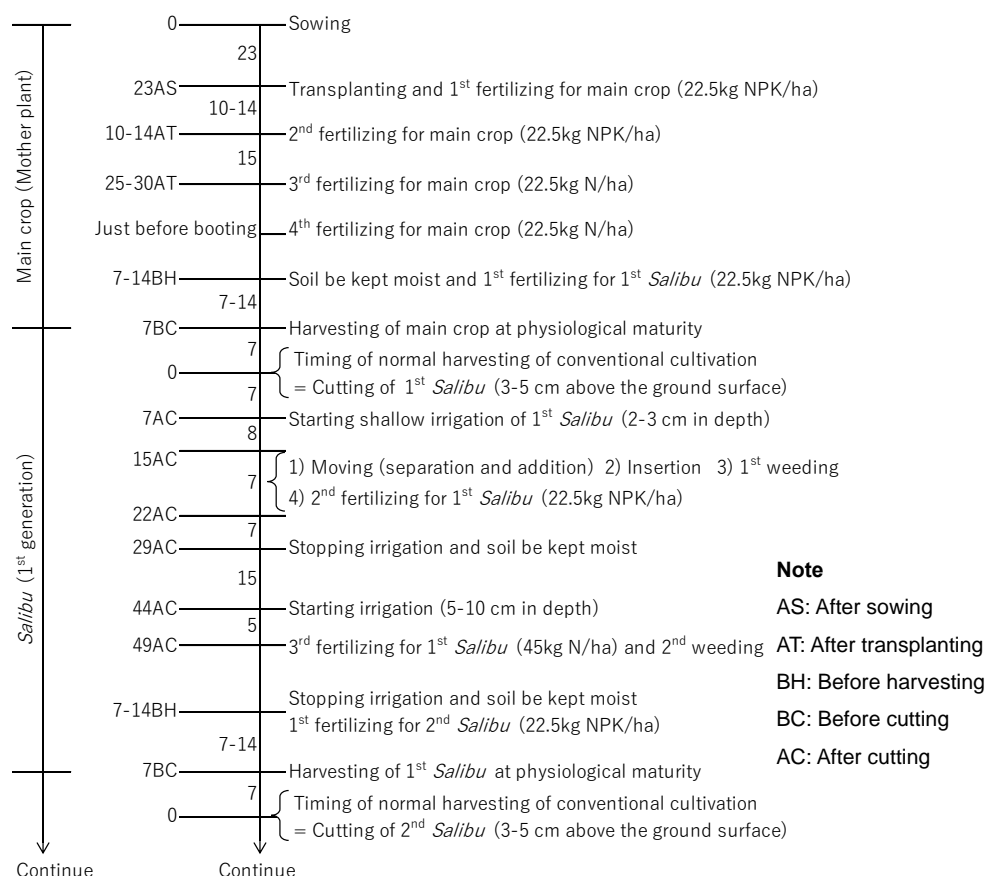 0 Sowing
23
23AS Transplanting and 1st fertilizing for main crop (22.5kg NPK/ha)
10-14
10-14AT 2nd fertilizing for main crop (22.5kg NPK/ha)
15
25-30AT 3rd fertilizing for main crop (22.5kg N/ha)
Just before booting 4th fertilizing for main crop (22.5kg N/ha)
7-14BH Soil be kept moist and 1st fertilizing for 1st Salibu (22.5kg NPK/ha)
7-14
Main crop (Mother plant)
7BC Harvesting of main crop at physiological maturity
7
Timing of normal harvesting of conventional cultivation
0
= Cutting of 1st Salibu (3-5 cm above the ground surface)
7
7AC Starting shallow irrigation of 1st Salibu (2-3 cm in depth)
8
15AC
1) Moving (separation and addition) 2) Insertion 3) 1st weeding
7
4) 2nd fertilizing for 1st Salibu (22.5kg NPK/ha)
22AC
7
29AC Stopping irrigation and soil be kept moist
15
44AC Starting irrigation (5-10 cm in depth)
5
49AC 3rd fertilizing for 1st Salibu (45kg N/ha) and 2nd weeding
Stopping irrigation and soil be kept moist
7-14BH
1st fertilizing for 2nd Salibu (22.5kg NPK/ha)
7-14
Salibu (1st generation)
7BC Harvesting of 1st Salibu at physiological maturity
7
Timing of normal harvesting of conventional cultivation
0
= Cutting of 2nd Salibu (3-5 cm above the ground surface)
Continue Continue
Note
AS: After sowing
AT: After transplanting
BH: Before harvesting
BC: Before cutting
AC: After cutting